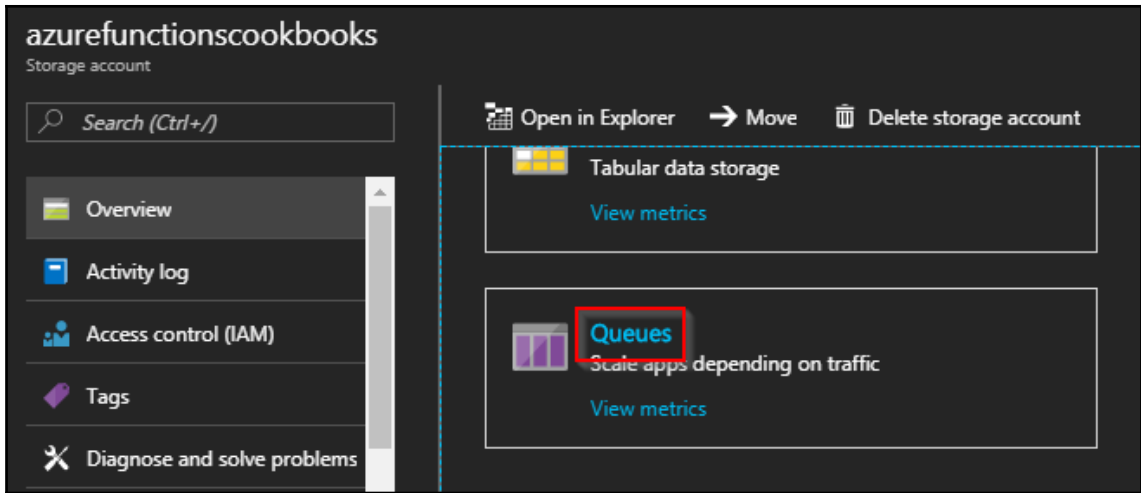 azurefunctionscookbooks
Storage account
Search (Ctrl+/)
Overview
Activity log
Access control (IAM)
Tags
Diagnose and solve problems
Open in Explorer
Move
Delete storage account
Tabular data storage
View metrics
Queues
Scale apps depending on traffic
View metrics